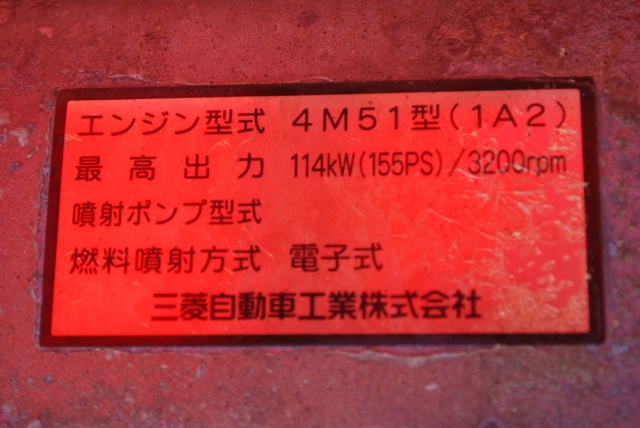 エンジン型式 4M51型(1A2)
最高出力 114kW(155PS)/3200rpm
噴射ポンプ型式
燃料噴射方式 電子式
三菱自動車工業株式会社